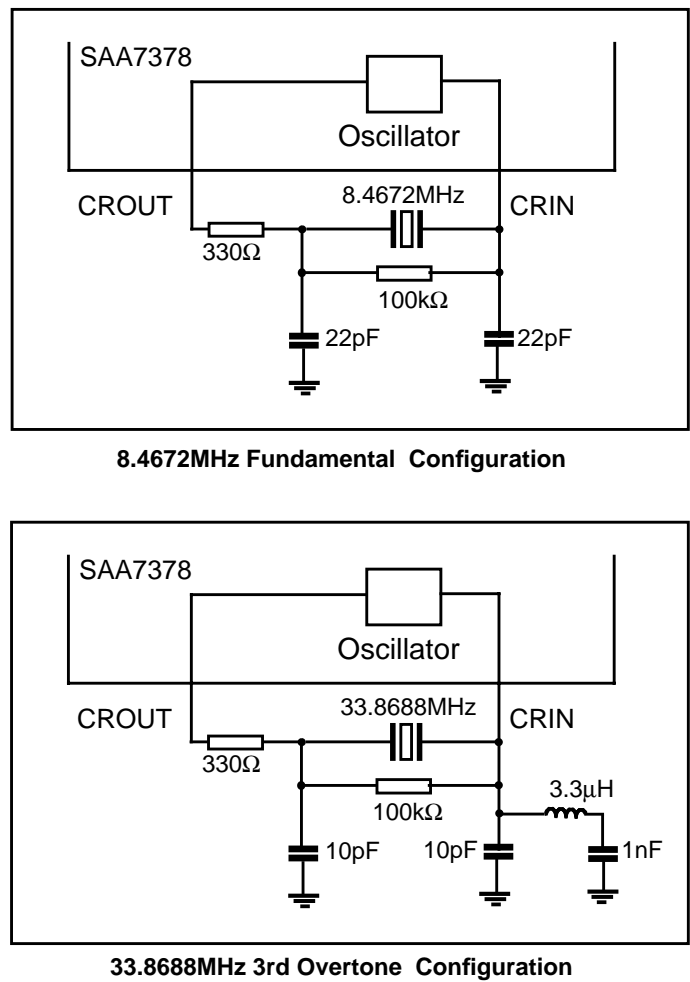 SAA7378
Oscillator
CROUT
8.4672MHz
CRIN
330Ω
100kΩ
22pF
22pF
8.4672MHz Fundamental Configuration
SAA7378
Oscillator
CROUT
33.8688MHz
CRIN
330Ω
100kΩ
3.3μH
10pF
10pF
1nF
33.8688MHz 3rd Overtone Configuration